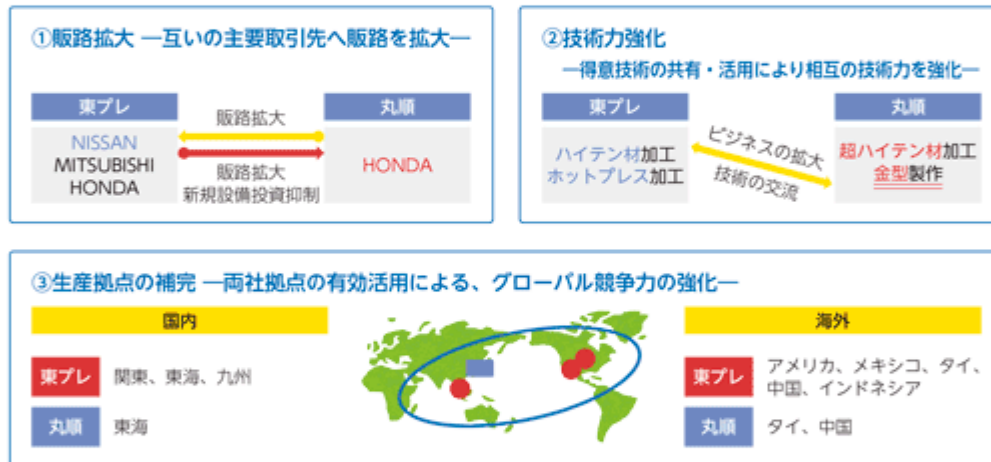 ①販路拡大 ―互いの主要取引先へ販路を拡大―
東プレ
NISSAN
MITSUBISHI
HONDA
販路拡大
販路拡大
新規設備投資抑制
丸順
HONDA
②技術力強化
―得意技術の共有・活用により相互の技術力を強化―
東プレ
ハイテン材加工
ホットプレス加工
ビジネスの拡大
技術の交流
丸順
超ハイテン材加工
金型製作
③生産拠点の補完 ―両社拠点の有効活用による、グローバル競争力の強化―
国内
東プレ
関東、東海、九州
丸順
東海
海外
東プレ
アメリカ、メキシコ、タイ、
中国、インドネシア
丸順
タイ、中国